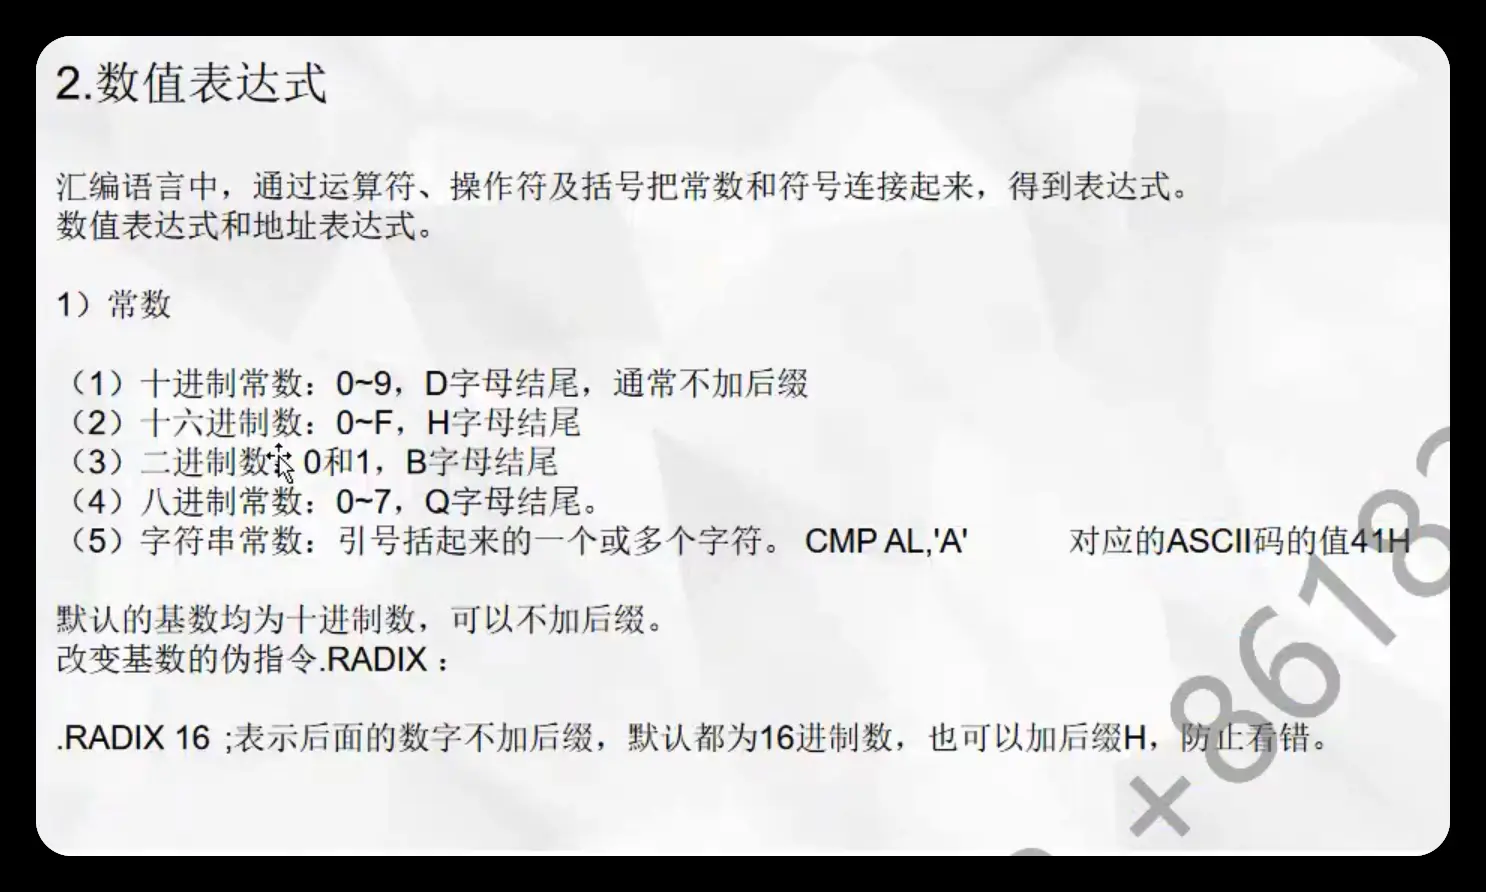 2.数值表达式
汇编语言中，通过运算符、操作符及括号把常数和符号连接起来，得到表达式。
数值表达式和地址表达式。
1）常数
（1）十进制常数：0~9，D字母结尾，通常不加后缀
（2）十六进制数：0~F，H字母结尾
（3）二进制数：0和1，B字母结尾
（4）八进制常数：0~7，Q字母结尾。
（5）字符串常数：引号括起来的一个或多个字符。 CMP AL,'A' 对应的ASCII码的值41H
默认的基数均为十进制数，可以不加后缀。
改变基数的伪指令.RADIX：
.RADIX 16 ;表示后面的数字不加后缀，默认都为16进制数，也可以加后缀H，防止看错。
+8618